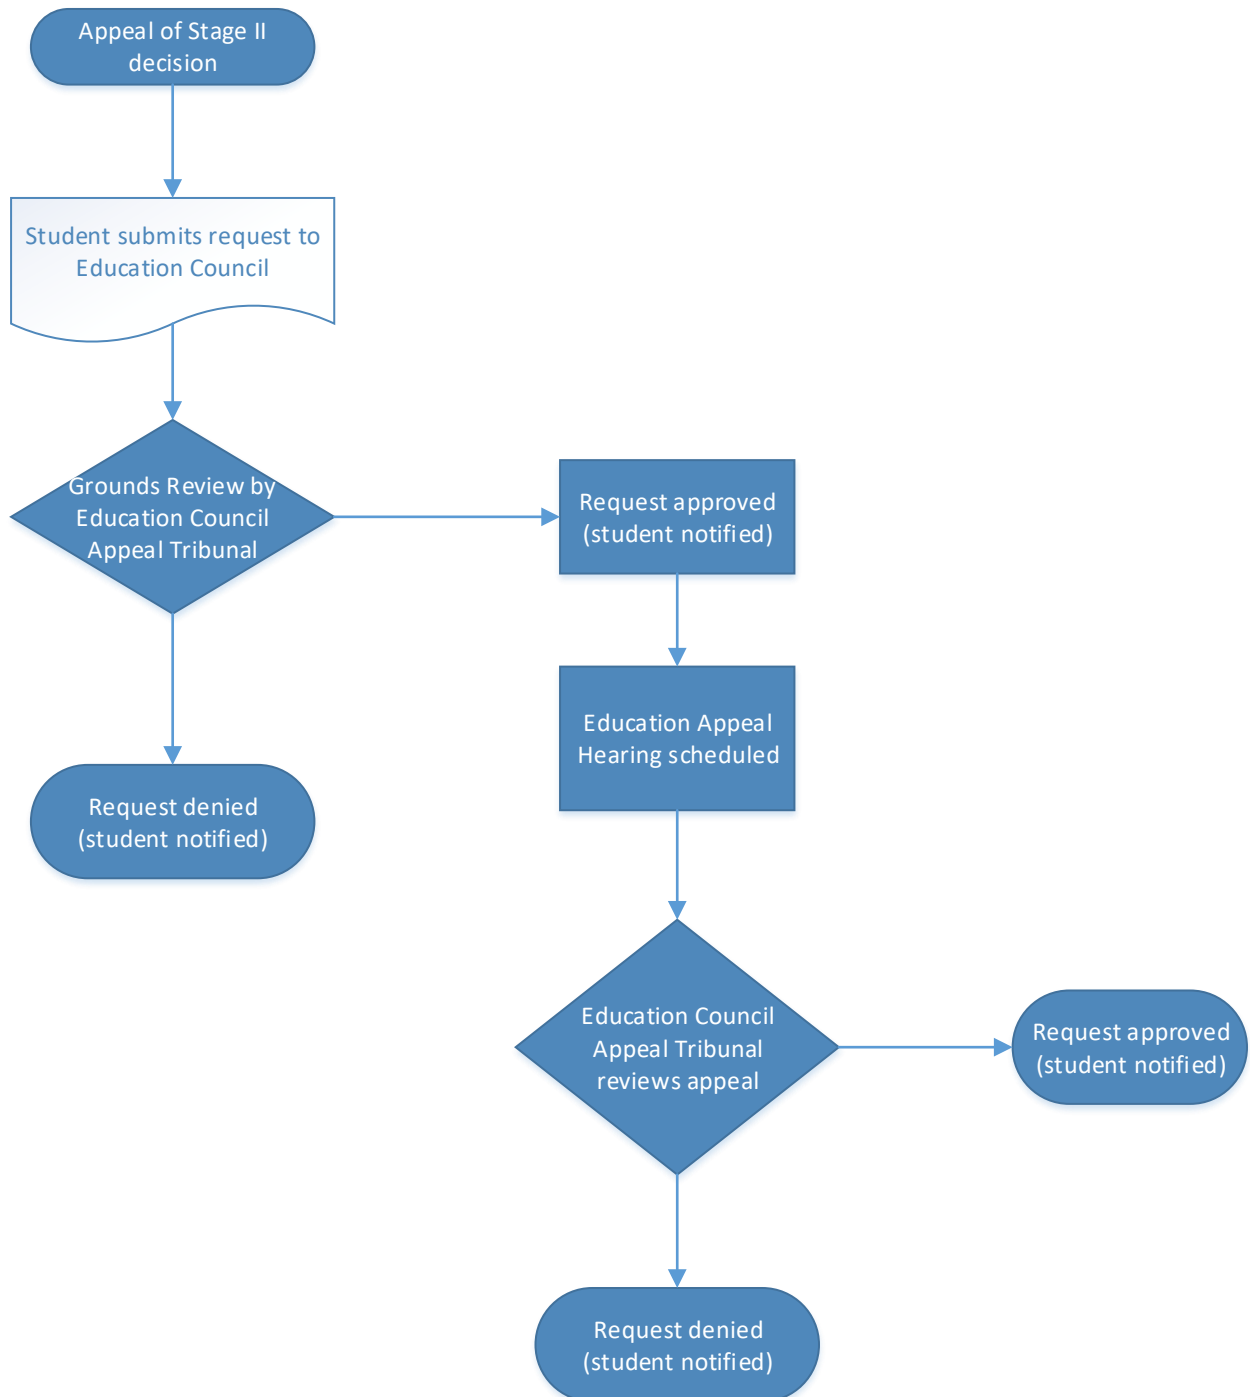 Appeal of Stage II
decision
Student submits request to
Education Council
Grounds Review by
Education Council
Appeal Tribunal
Request approved
(student notified)
Education Appeal
Hearing scheduled
Request denied
(student notified)
Education Council
Appeal Tribunal
reviews appeal
Request approved
(student notified)
Request denied
(student notified)